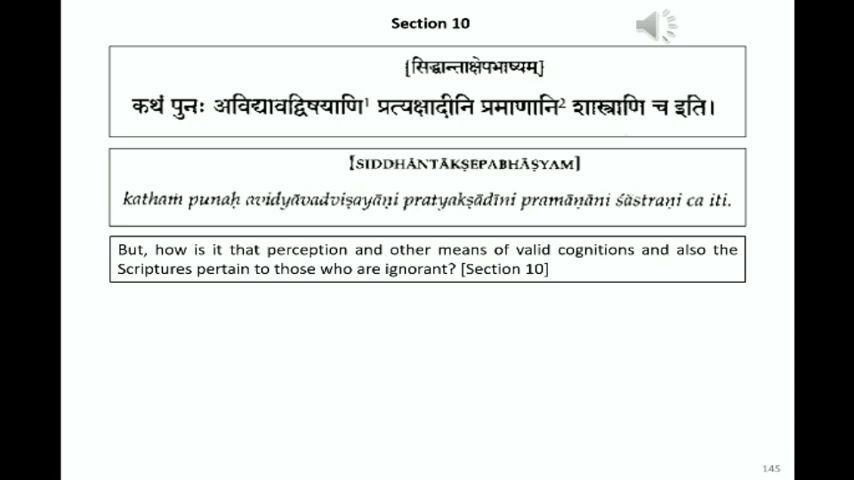 Section 10
[सिद्धान्ताक्षेपभाष्यम्]
कथं पुनः अविद्यावद्विषयाणि¹ प्रत्यक्षादीनि प्रमाणानि² शास्त्राणि च इति।
[SIDDHĀNTĀKṢEPABHĀṢYAM]
kathaṁ punaḥ avidyāvadviṣayāṇi pratyakṣādīni pramāṇāni śāstraṇi ca iti.
But, how is it that perception and other means of valid cognitions and also the
Scriptures pertain to those who are ignorant? [Section 10]
145